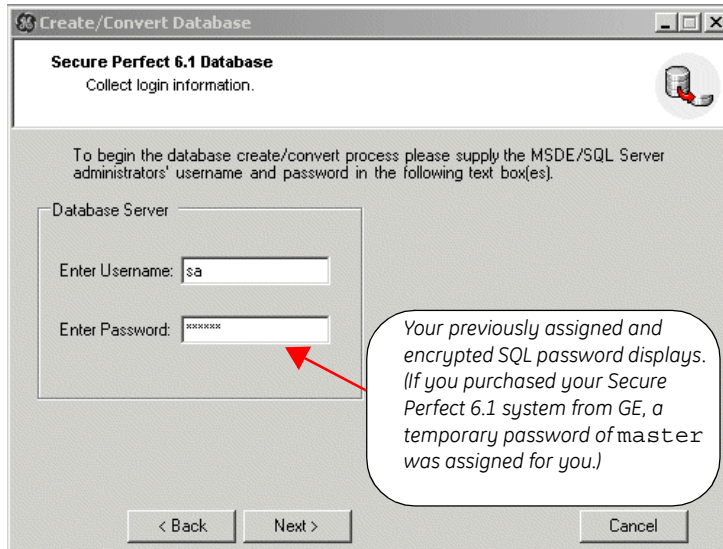 Create/Convert Database
Secure Perfect 6.1 Database
Collect login information.
To begin the database create/convert process please supply the MSDE/SQL Server
administrators' username and password in the following text box(es).
Database Server
Enter Username: sa
Enter Password: ××××××
Your previously assigned and
encrypted SQL password displays.
(If you purchased your Secure
Perfect 6.1 system from GE, a
temporary password of master
was assigned for you.)
< Back
Next >
Cancel